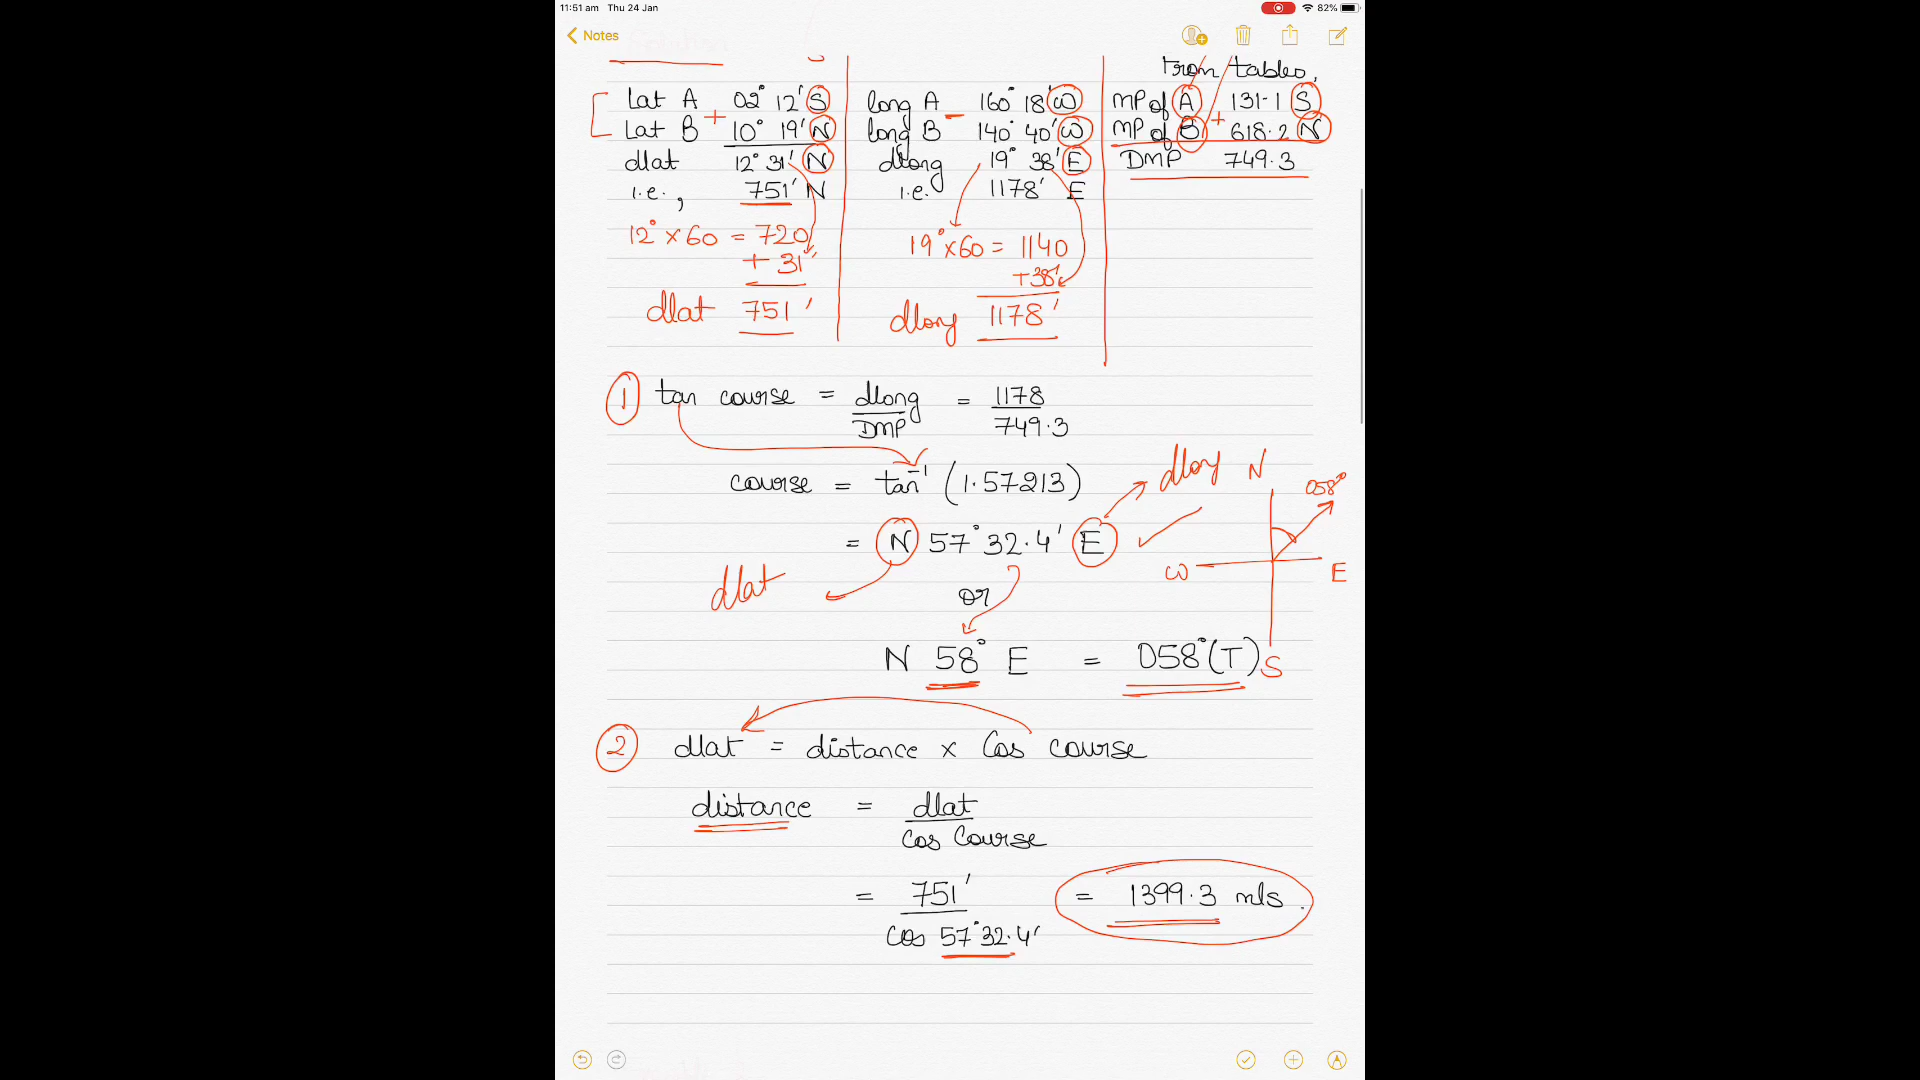 11:51 am Thu 24 Jan
82%
Notes
From tables,
Lat A 02° 12' S
Lat B + 10° 19' N
dlat 12° 31' N
i.e., 751' N
12° × 60 = 720
+ 31'
dlat 751'
long A 160° 18' W
long B - 140° 40' W
dlong 19° 38' E
i.e. 1178' E
19° × 60 = 1140
+38'
dlong 1178'
MP of A 131.1 S
MP of B + 618.2 N
DMP 749.3
1 tan course = dlong / DMP = 1178 / 749.3
course = tan⁻¹ (1.57213)
dlong
= N 57° 32.4' E
dlat
or
N 58° E = 058° (T)
N
058°
W
E
S
2 dlat = distance × Cos course
distance = dlat / Cos Course
= 751' / Cos 57° 32.4' = 1399.3 mls.